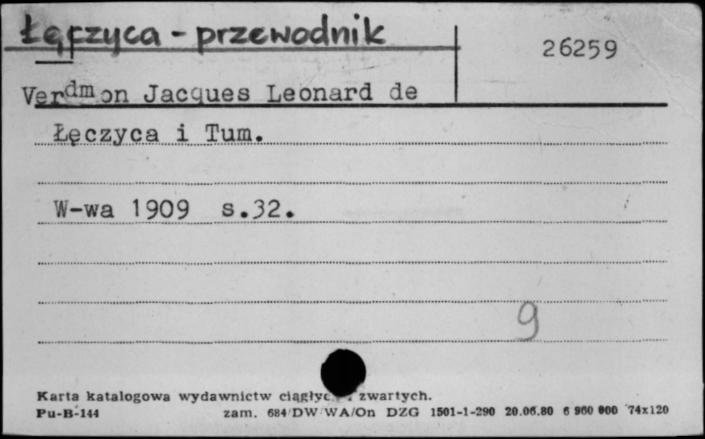 Łęczyca - przewodnik
26259
Verdmon Jacques Leonard de
Łęczyca i Tum.
W-wa 1909 s.32.
9
Karta katalogowa wydawnictw ciągłyc i zwartych.
Pu-B-144 zam. 684/DW WA/On DZG 1501-1-290 20.06.80 6 960 000 74x120